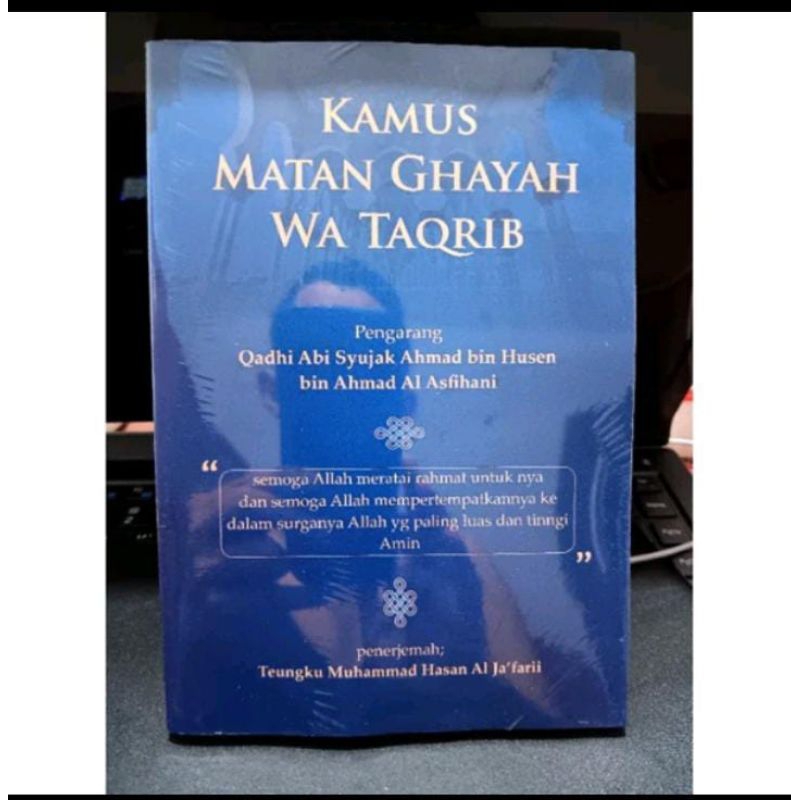 KAMUS
MATAN GHAYAH
WA TAQRIB
Pengarang
Qadhi Abi Syujak Ahmad bin Husen
bin Ahmad Al Asfihani
“
semoga Allah meratai rahmat untuk nya
dan semoga Allah mempertempatkannya ke
dalam surganya Allah yg paling luas dan tinngi
Amin
”
penerjemah;
Teungku Muhammad Hasan Al Ja’farii